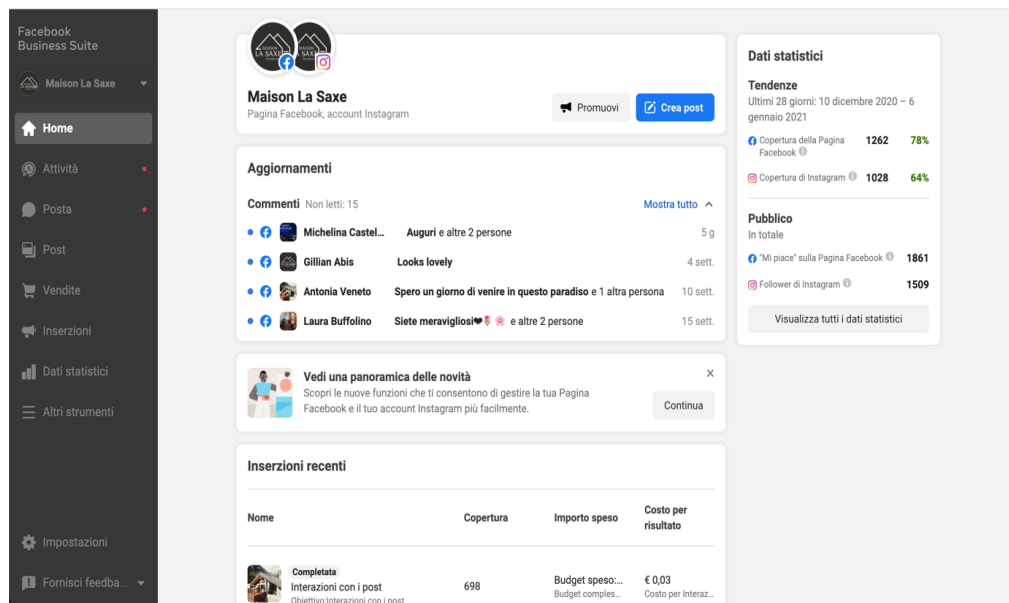 Facebook
Business Suite
Maison La Saxe
Home
Attività
Posta
Post
Vendite
Inserzioni
Dati statistici
Altri strumenti
Impostazioni
Fornisci feedba...
Maison La Saxe
Pagina Facebook, account Instagram
Promuovi
Crea post
Aggiornamenti
Commenti Non letti: 15
Mostra tutto
Michelina Castel... Auguri e altre 2 persone 5 g
Gillian Abis Looks lovely 4 sett.
Antonia Veneto Spero un giorno di venire in questo paradiso e 1 altra persona 10 sett.
Laura Buffolino Siete meravigliosi❤🌷🌸 e altre 2 persone 15 sett.
Vedi una panoramica delle novità
Scopri le nuove funzioni che ti consentono di gestire la tua Pagina
Facebook e il tuo account Instagram più facilmente.
Continua
Inserzioni recenti
Nome Copertura Importo speso Costo per
risultato
Completata
Interazioni con i post 698 Budget speso:... € 0,03
Obiettivo:Interazioni con i post Budget comples... Costo per Interaz...
Dati statistici
Tendenze
Ultimi 28 giorni: 10 dicembre 2020 – 6
gennaio 2021
Copertura della Pagina 1262 78%
Facebook
Copertura di Instagram 1028 64%
Pubblico
In totale
"Mi piace" sulla Pagina Facebook 1861
Follower di Instagram 1509
Visualizza tutti i dati statistici